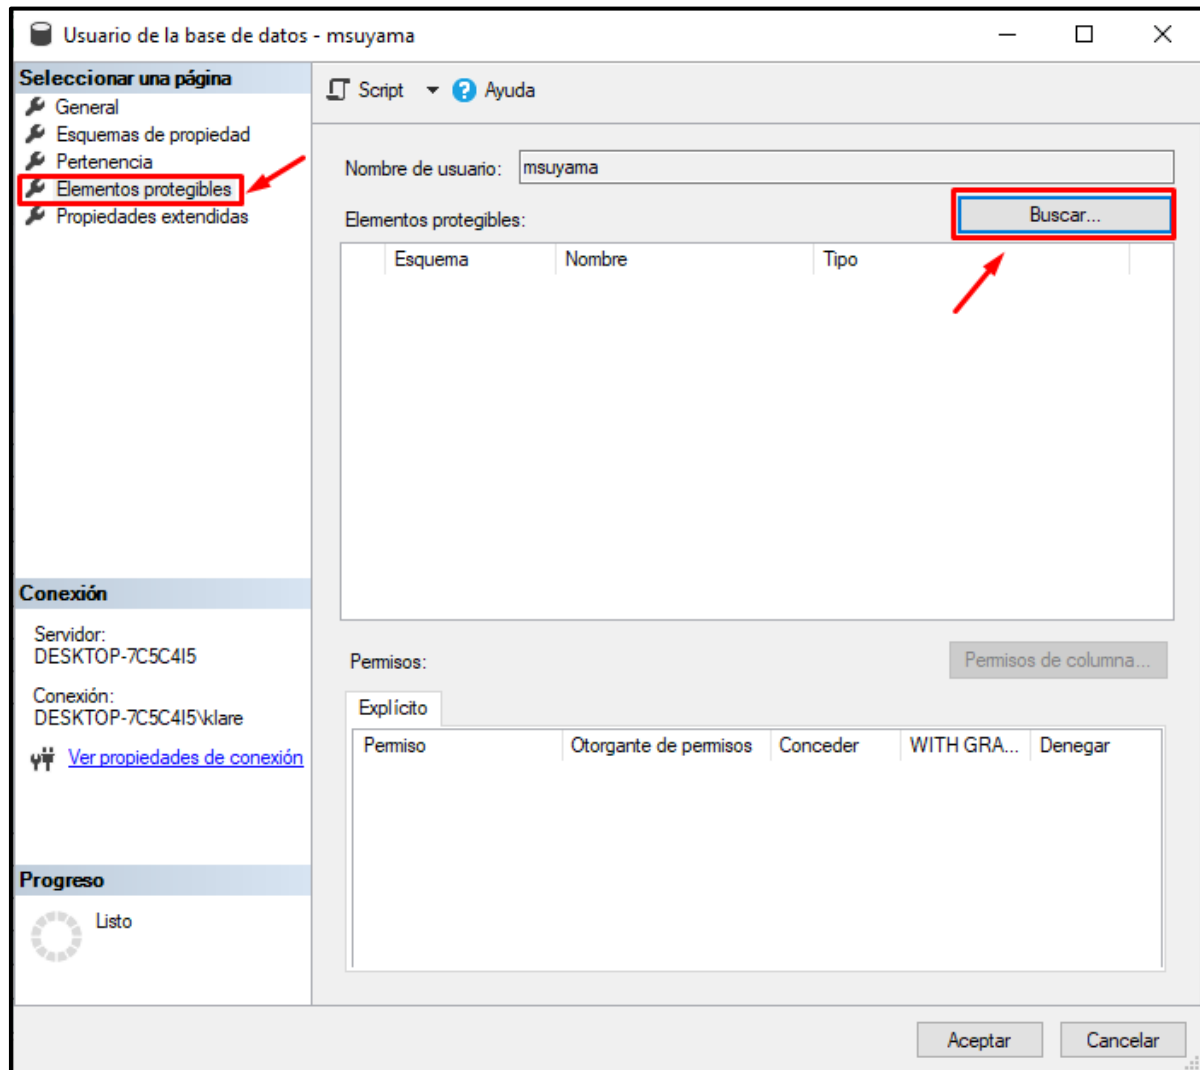 Usuario de la base de datos - msuyama
Seleccionar una página
General
Esquemas de propiedad
Pertenencia
Elementos protegibles
Propiedades extendidas
Script
Ayuda
Nombre de usuario: msuyama
Elementos protegibles:
Buscar...
Esquema Nombre Tipo
Conexión
Servidor:
DESKTOP-7C5C4I5
Conexión:
DESKTOP-7C5C4I5\klare
Ver propiedades de conexión
Permisos:
Permisos de columna...
Explícito
Permiso Otorgante de permisos Conceder WITH GRA... Denegar
Progreso
Listo
Aceptar Cancelar